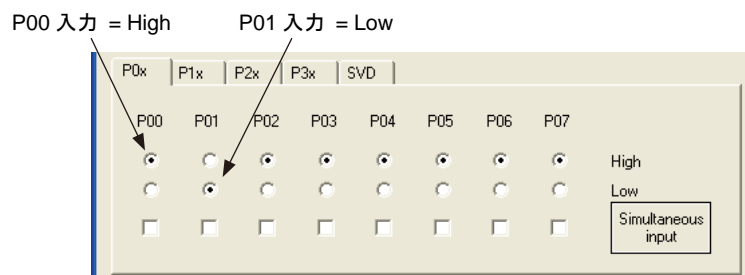 P00 入力 = High P01 入力 = Low
P0x P1x P2x P3x SVD
P00 P01 P02 P03 P04 P05 P06 P07
High
Low
Simultaneous
input